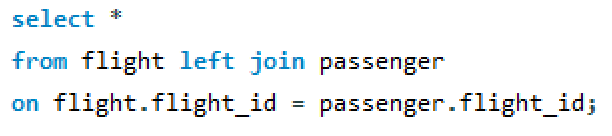 select *
from flight left join passenger
on flight.flight_id = passenger.flight_id;